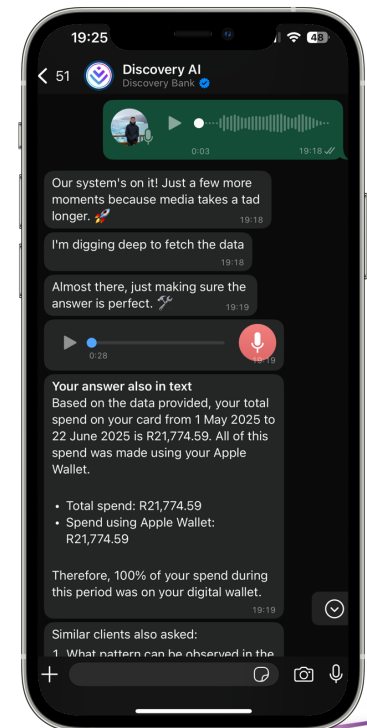 19:25
48
51
Discovery AI
Discovery Bank
0:03
19:18
Our system's on it! Just a few more
moments because media takes a tad
longer. 🚀
19:18
I'm digging deep to fetch the data
19:18
Almost there, just making sure the
answer is perfect. 🛠️
19:19
0:28
19:19
Your answer also in text
Based on the data provided, your total
spend on your card from 1 May 2025 to
22 June 2025 is R21,774.59. All of this
spend was made using your Apple
Wallet.
• Total spend: R21,774.59
• Spend using Apple Wallet:
R21,774.59
Therefore, 100% of your spend during
this period was on your digital wallet.
19:19
Similar clients also asked:
1. What pattern can be observed in the